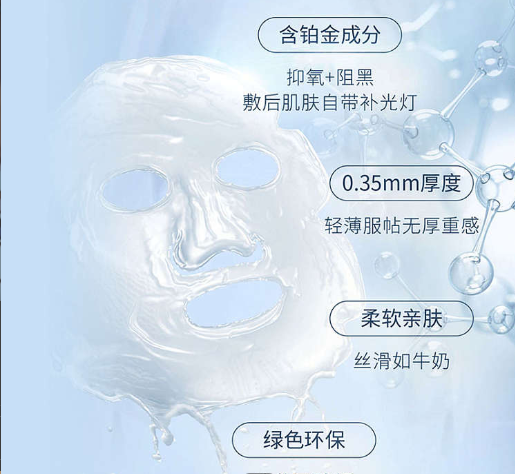 含铂金成分
抑氧+阻黑
敷后肌肤自带补光灯
0.35mm厚度
轻薄服帖无厚重感
柔软亲肤
丝滑如牛奶
绿色环保